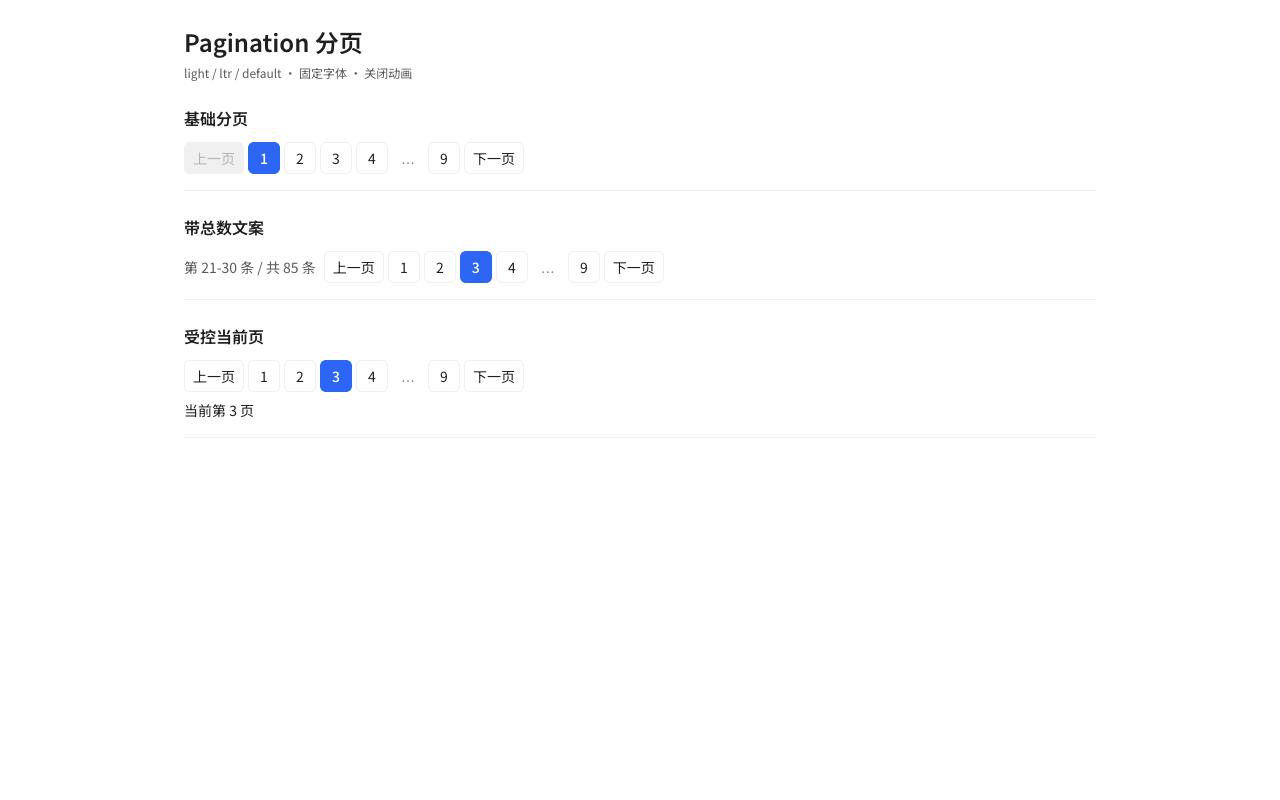 Pagination 分页
light / ltr / default · 固定字体 · 关闭动画
基础分页
上一页 1 2 3 4 … 9 下一页
带总数文案
第 21-30 条 / 共 85 条 上一页 1 2 3 4 … 9 下一页
受控当前页
上一页 1 2 3 4 … 9 下一页
当前第 3 页